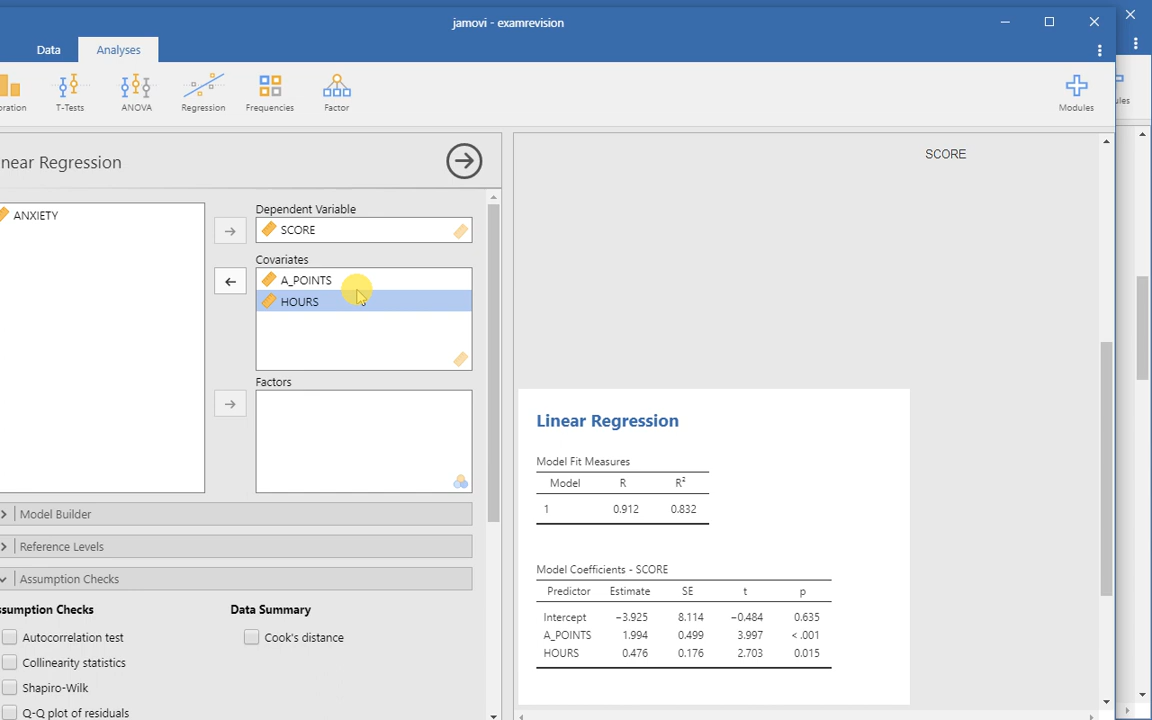 jamovi - examrevision
Data
Analyses
T-Tests
ANOVA
Regression
Frequencies
Factor
Modules
near Regression
SCORE
ANXIETY
Dependent Variable
SCORE
Covariates
A_POINTS
HOURS
Factors
Model Builder
Reference Levels
Assumption Checks
sumption Checks
Data Summary
Autocorrelation test
Cook's distance
Collinearity statistics
Shapiro-Wilk
Q-Q plot of residuals
Linear Regression
Model Fit Measures
Model R R²
1 0.912 0.832
Model Coefficients - SCORE
Predictor Estimate SE t p
Intercept −3.925 8.114 −0.484 0.635
A_POINTS 1.994 0.499 3.997 < .001
HOURS 0.476 0.176 2.703 0.015